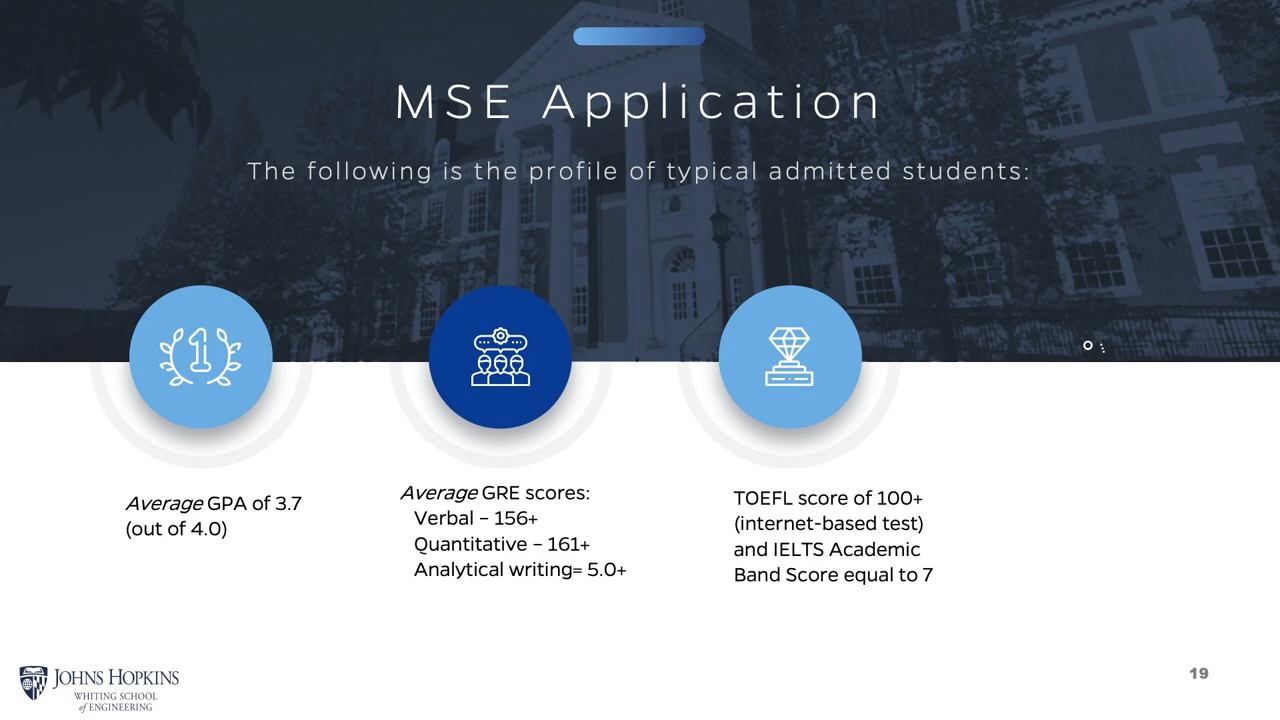 MSE Application
The following is the profile of typical admitted students:
1
Average GPA of 3.7
(out of 4.0)
Average GRE scores:
Verbal – 156+
Quantitative – 161+
Analytical writing= 5.0+
TOEFL score of 100+
(internet-based test)
and IELTS Academic
Band Score equal to 7
JOHNS HOPKINS
WHITING SCHOOL
of ENGINEERING
19